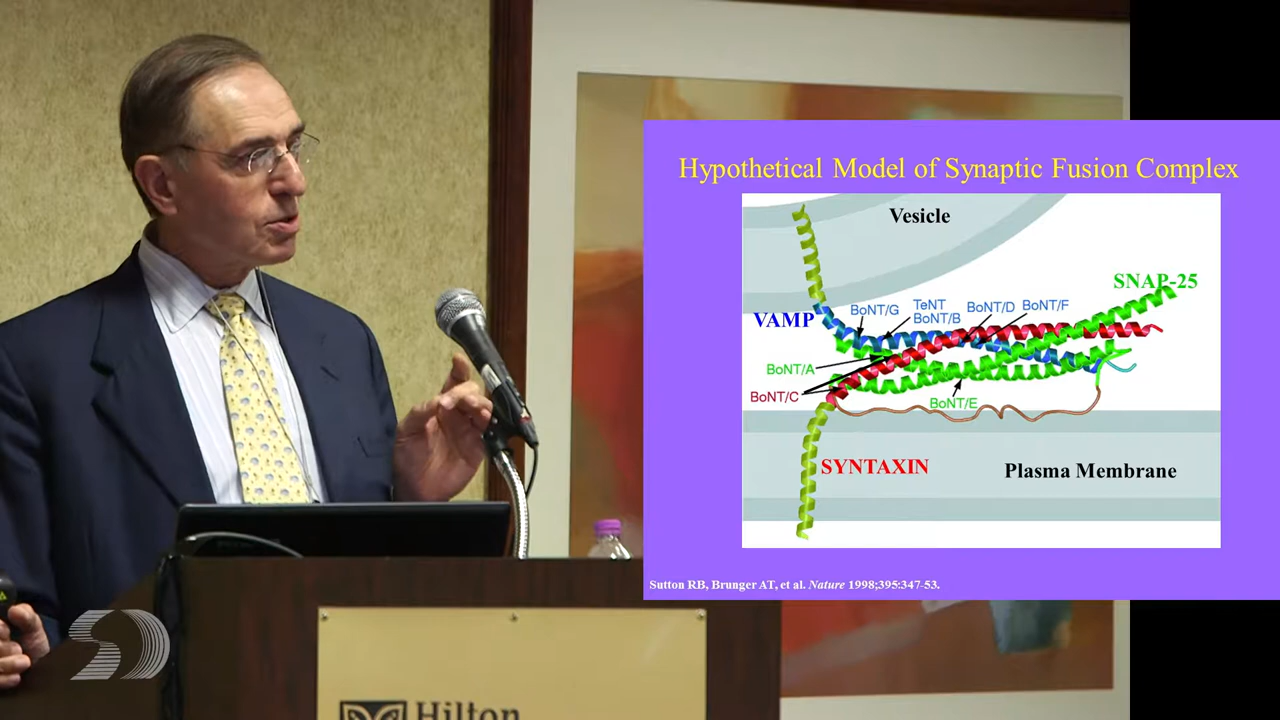 Hypothetical Model of Synaptic Fusion Complex
Vesicle
SNAP-25
VAMP
BoNT/G
TeNT
BoNT/B
BoNT/D
BoNT/F
BoNT/A
BoNT/C
BoNT/E
SYNTAXIN
Plasma Membrane
Sutton RB, Brunger AT, et al. Nature 1998;395:347-53.
SD
Hilton